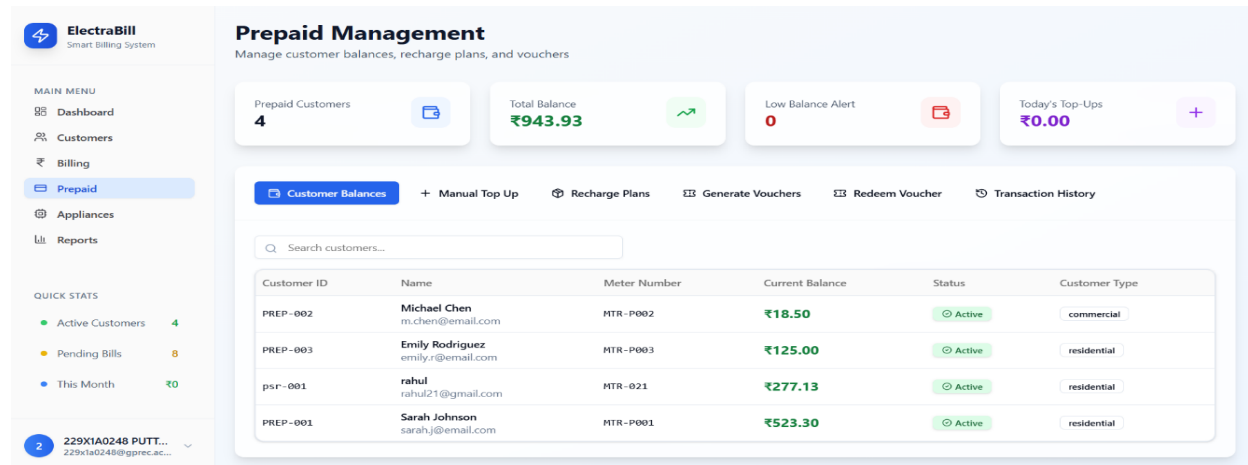 ElectraBill
Smart Billing System
MAIN MENU
Dashboard
Customers
Billing
Prepaid
Appliances
Reports
QUICK STATS
Active Customers 4
Pending Bills 8
This Month ₹0
2
229X1A0248 PUTT...
229x1a0248@gprec.ac...
Prepaid Management
Manage customer balances, recharge plans, and vouchers
Prepaid Customers
4
Total Balance
₹943.93
Low Balance Alert
0
Today's Top-Ups
₹0.00
Customer Balances Manual Top Up Recharge Plans Generate Vouchers Redeem Voucher Transaction History
Search customers...
Customer ID Name Meter Number Current Balance Status Customer Type
PREP-002 Michael Chen MTR-P002 ₹18.50 Active commercial
m.chen@email.com
PREP-003 Emily Rodriguez MTR-P003 ₹125.00 Active residential
emily.r@email.com
psr-001 rahul MTR-021 ₹277.13 Active residential
rahul21@gmail.com
PREP-001 Sarah Johnson MTR-P001 ₹523.30 Active residential
sarah.j@email.com